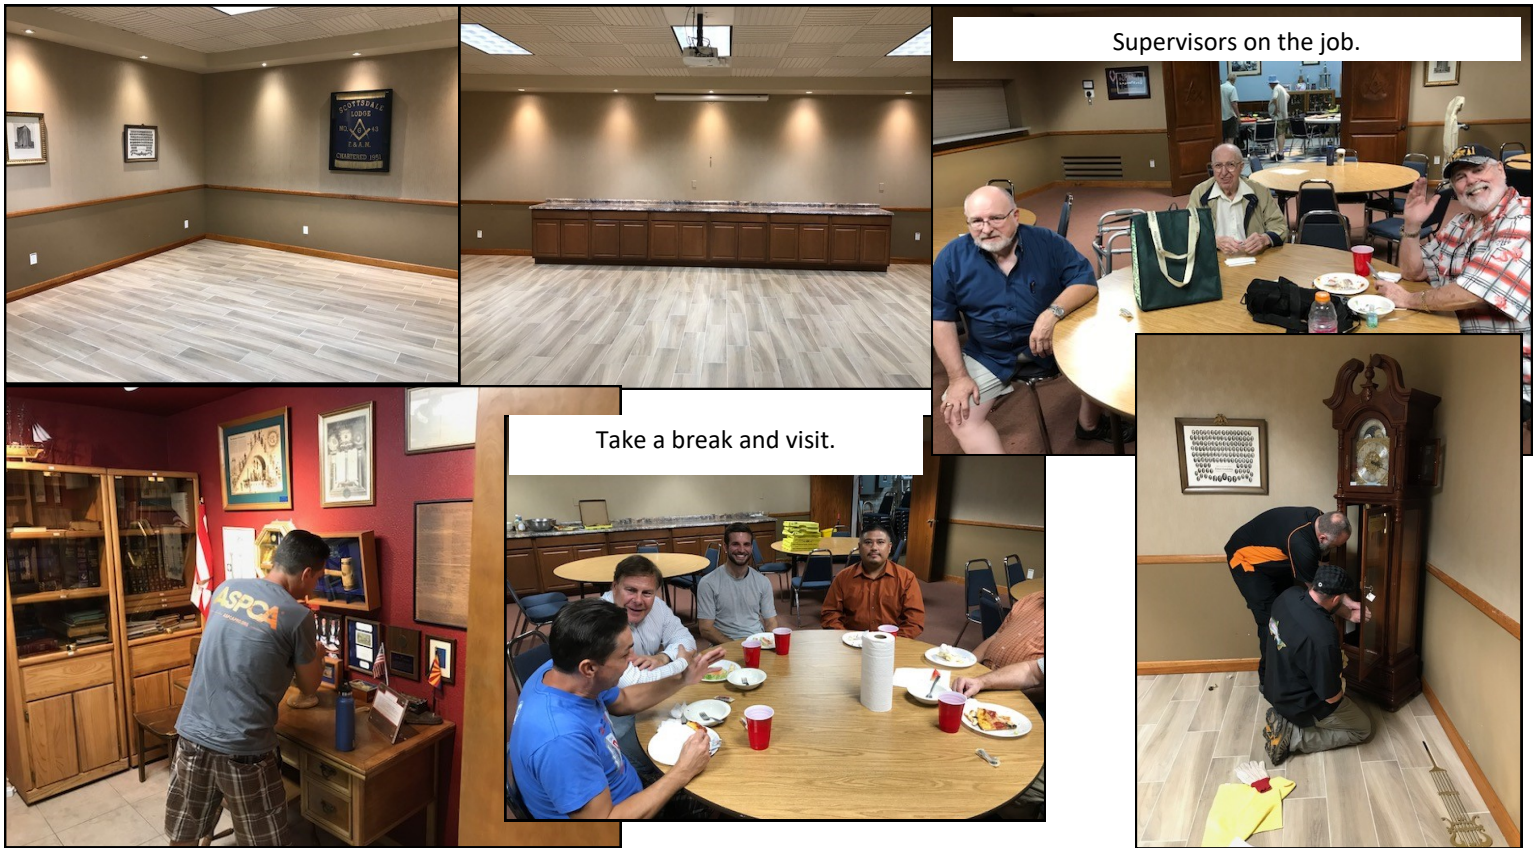 SCOTTSDALE
LODGE
NO. 43
F. & A. M.
CHARTERED 1951
Supervisors on the job.
Take a break and visit.
ASPCA